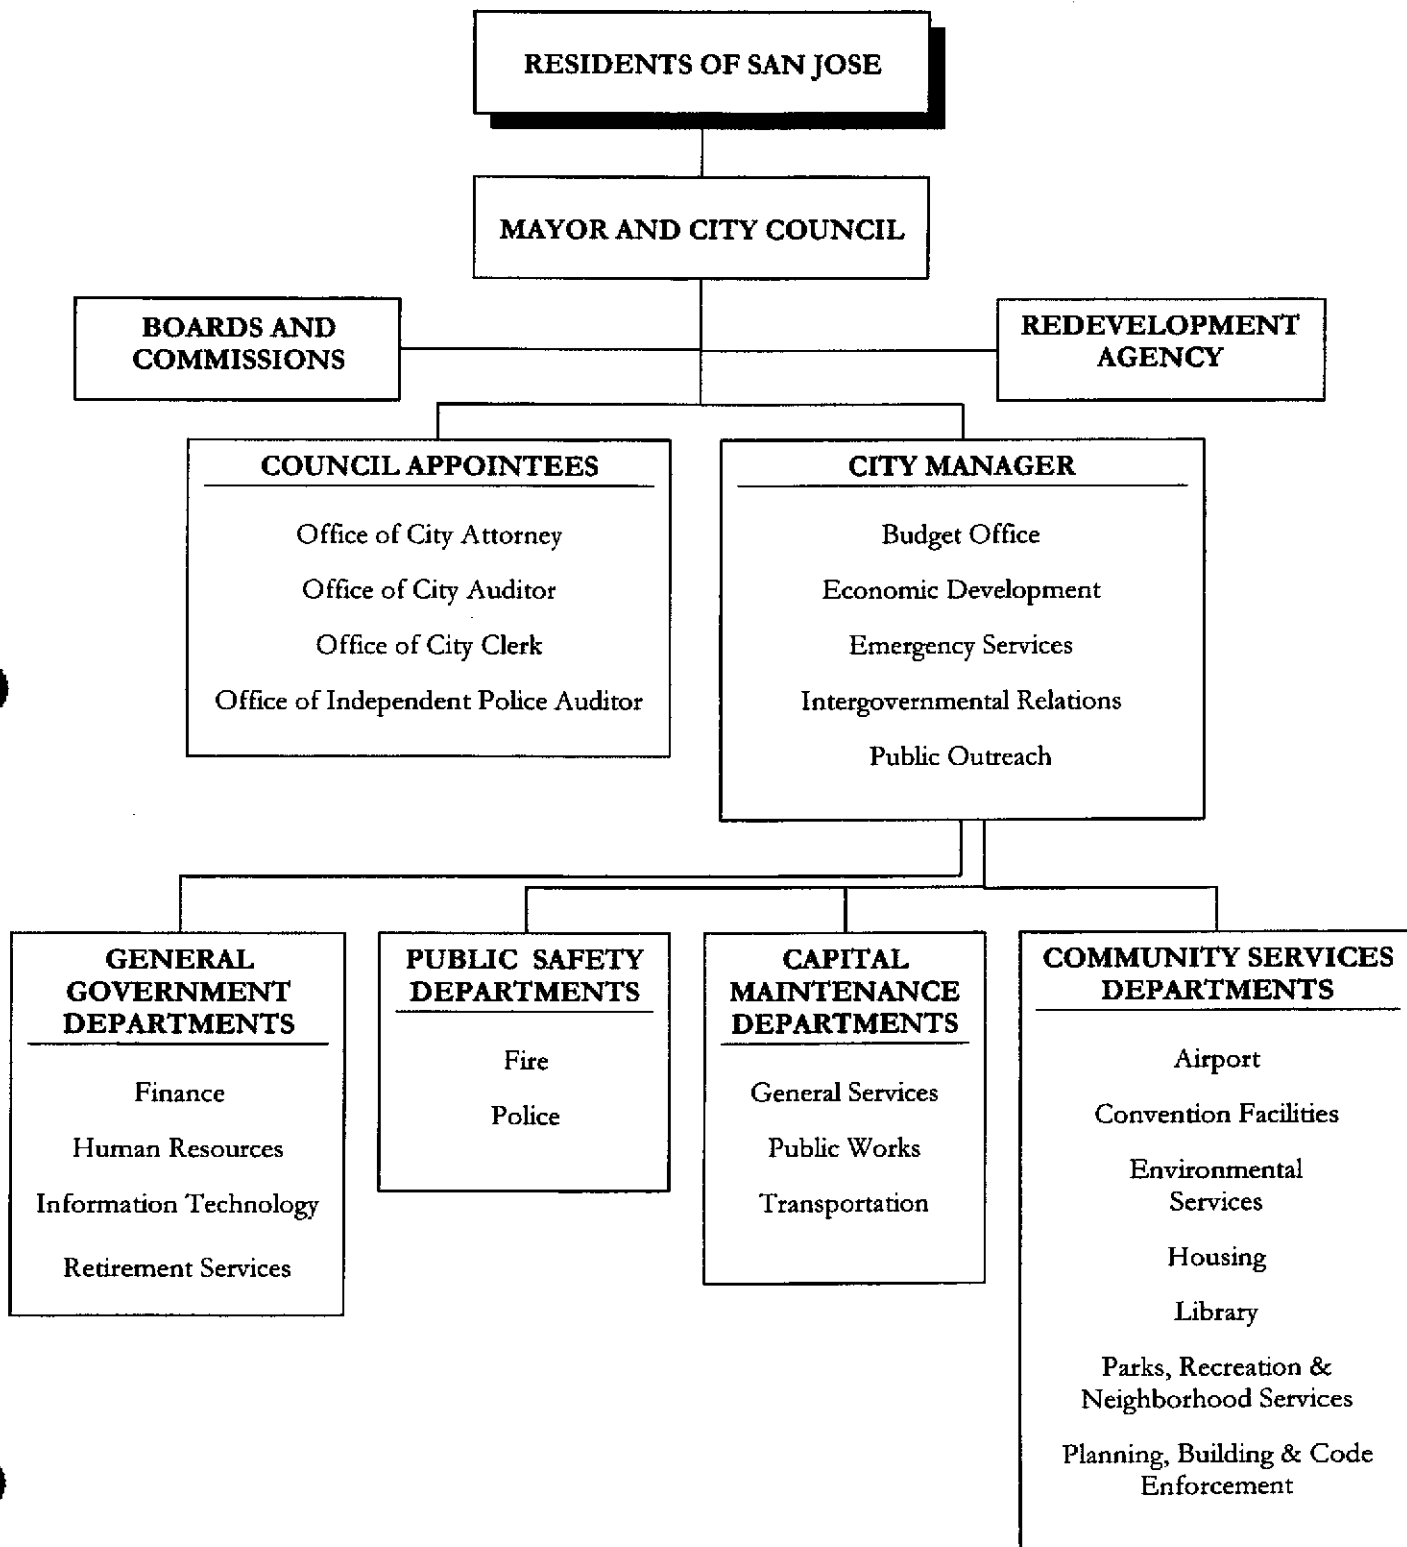 RESIDENTS OF SAN JOSE
MAYOR AND CITY COUNCIL
BOARDS AND
COMMISSIONS
REDEVELOPMENT
AGENCY
COUNCIL APPOINTEES
Office of City Attorney
Office of City Auditor
Office of City Clerk
Office of Independent Police Auditor
CITY MANAGER
Budget Office
Economic Development
Emergency Services
Intergovernmental Relations
Public Outreach
GENERAL
GOVERNMENT
DEPARTMENTS
Finance
Human Resources
Information Technology
Retirement Services
PUBLIC SAFETY
DEPARTMENTS
Fire
Police
CAPITAL
MAINTENANCE
DEPARTMENTS
General Services
Public Works
Transportation
COMMUNITY SERVICES
DEPARTMENTS
Airport
Convention Facilities
Environmental
Services
Housing
Library
Parks, Recreation &
Neighborhood Services
Planning, Building & Code
Enforcement